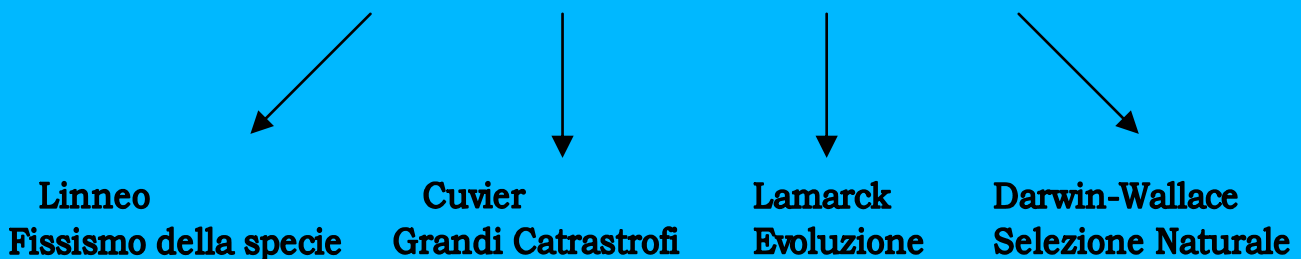 Linneo Cuvier Lamarck Darwin-Wallace
Fissismo della specie Grandi Catrastrofi Evoluzione Selezione Naturale